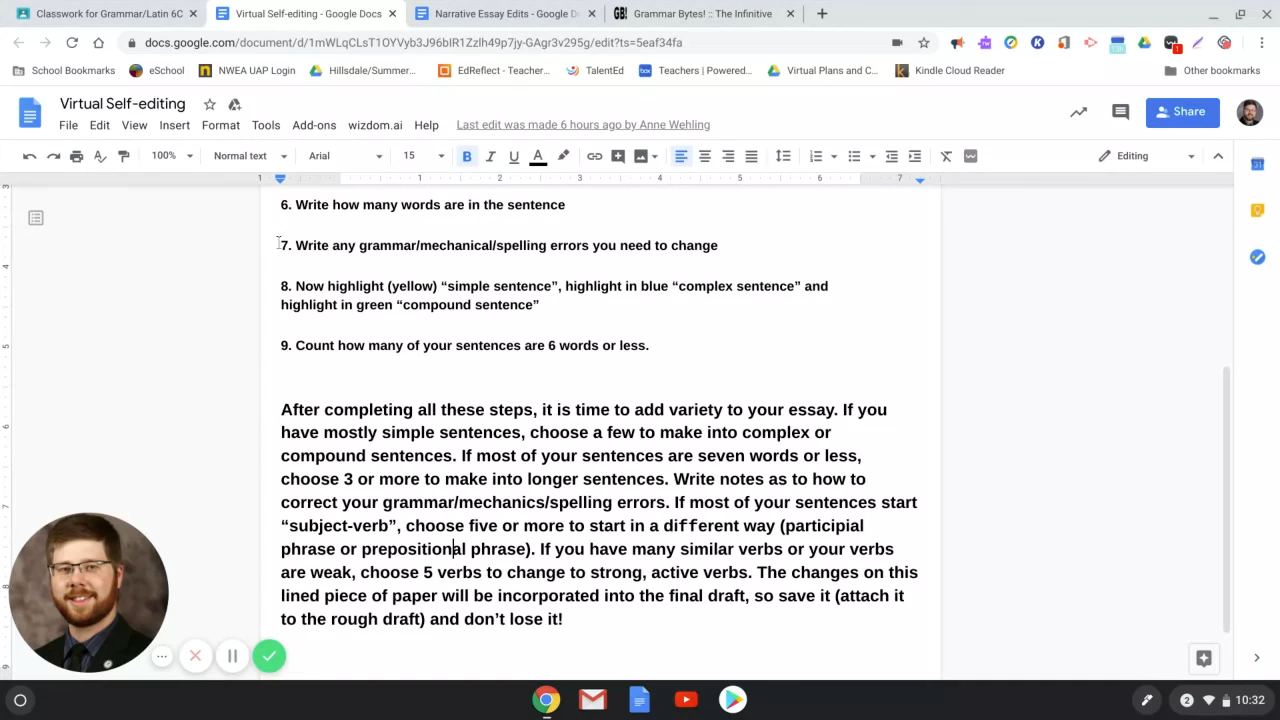 Classwork for Grammar/Latin 6C
Virtual Self-editing - Google Docs
Narrative Essay Edits - Google D
GB! Grammar Bytes! :: The Infinitive
docs.google.com/document/d/1mWLqCLsT1OYVyb3J96bIR1Zzlh49p7jy-GAgr3v295g/edit?ts=5eaf34fa
School Bookmarks
eSchool
NWEA UAP Login
Hillsdale/Summer...
EdReflect - Teacher...
TalentEd
Teachers | Powered...
Virtual Plans and C...
Kindle Cloud Reader
Other bookmarks
Virtual Self-editing
File Edit View Insert Format Tools Add-ons wizdom.ai Help Last edit was made 6 hours ago by Anne Wehling
Share
100% Normal text Arial 15 B I U A Editing
1 1 2 3 4 5 6 7
6. Write how many words are in the sentence
7. Write any grammar/mechanical/spelling errors you need to change
8. Now highlight (yellow) “simple sentence”, highlight in blue “complex sentence” and
highlight in green “compound sentence”
9. Count how many of your sentences are 6 words or less.
After completing all these steps, it is time to add variety to your essay. If you
have mostly simple sentences, choose a few to make into complex or
compound sentences. If most of your sentences are seven words or less,
choose 3 or more to make into longer sentences. Write notes as to how to
correct your grammar/mechanics/spelling errors. If most of your sentences start
“subject-verb”, choose five or more to start in a different way (participial
phrase or prepositional phrase). If you have many similar verbs or your verbs
are weak, choose 5 verbs to change to strong, active verbs. The changes on this
lined piece of paper will be incorporated into the final draft, so save it (attach it
to the rough draft) and don’t lose it!
2 10:32